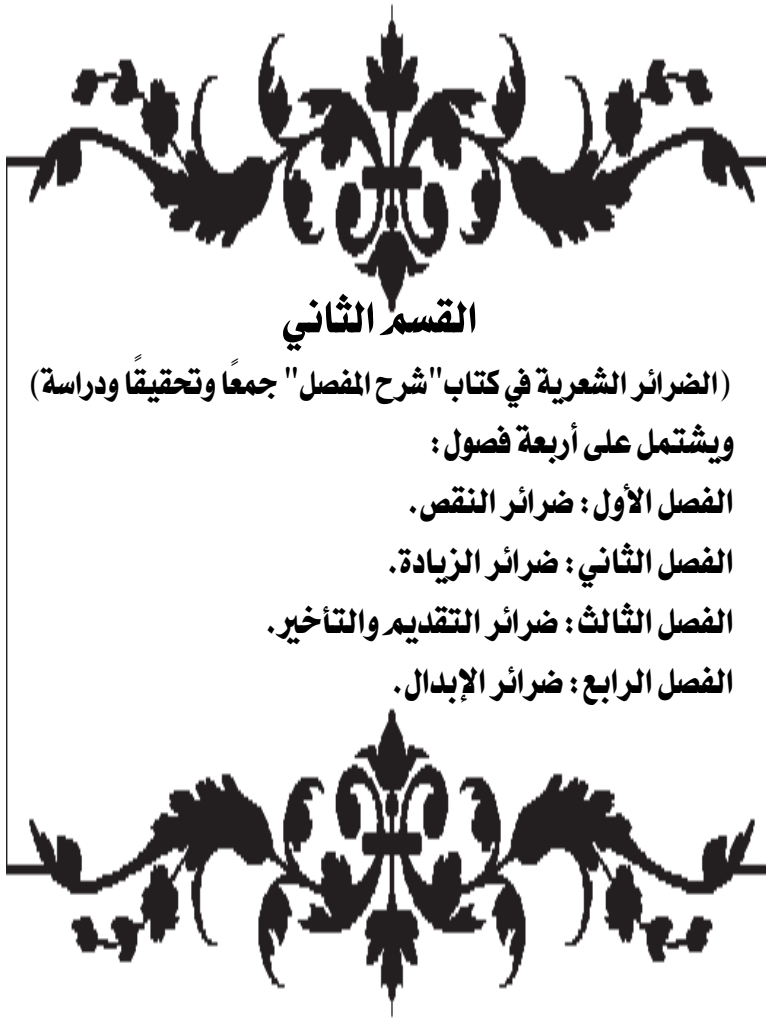 القسم الثاني
(الضرائر الشعرية في كتاب"شرح المفصل" جمعًا وتحقيقًا ودراسة)
ويشتمل على أربعة فصول:
الفصل الأول: ضرائر النقص.
الفصل الثاني: ضرائر الزيادة.
الفصل الثالث: ضرائر التقديم والتأخير.
الفصل الرابع: ضرائر الإبدال.